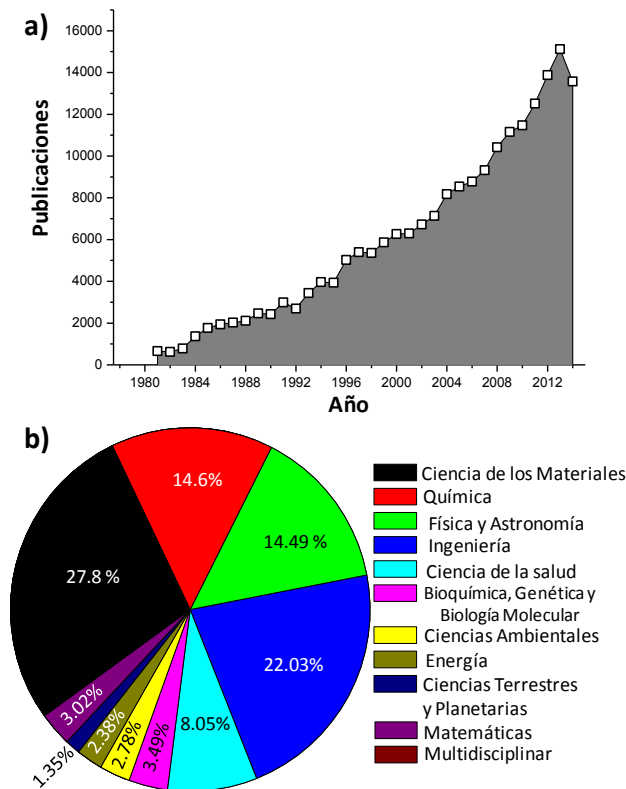 a)
Publicaciones
16000
14000
12000
10000
8000
6000
4000
2000
0
1980 1984 1988 1992 1996 2000 2004 2008 2012
Año
b)
14.6%
14.49 %
27.8 %
22.03%
8.05%
3.49%
2.78%
2.38%
1.35%
3.02%
Ciencia de los Materiales
Química
Física y Astronomía
Ingeniería
Ciencia de la salud
Bioquímica, Genética y
Biología Molecular
Ciencias Ambientales
Energía
Ciencias Terrestres
y Planetarias
Matemáticas
Multidisciplinar